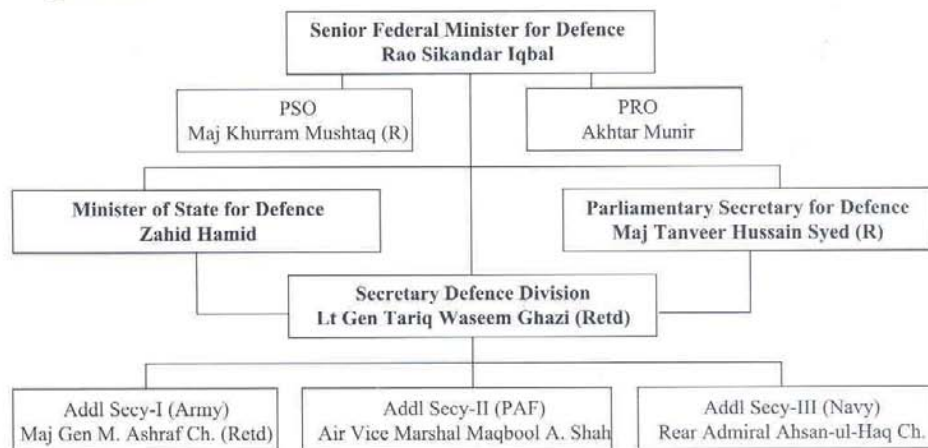 Senior Federal Minister for Defence
Rao Sikandar Iqbal
PSO
Maj Khurram Mushtaq (R)
PRO
Akhtar Munir
Minister of State for Defence
Zahid Hamid
Parliamentary Secretary for Defence
Maj Tanveer Hussain Syed (R)
Secretary Defence Division
Lt Gen Tariq Waseem Ghazi (Retd)
Addl Secy-I (Army)
Maj Gen M. Ashraf Ch. (Retd)
Addl Secy-II (PAF)
Air Vice Marshal Maqbool A. Shah
Addl Secy-III (Navy)
Rear Admiral Ahsan-ul-Haq Ch.